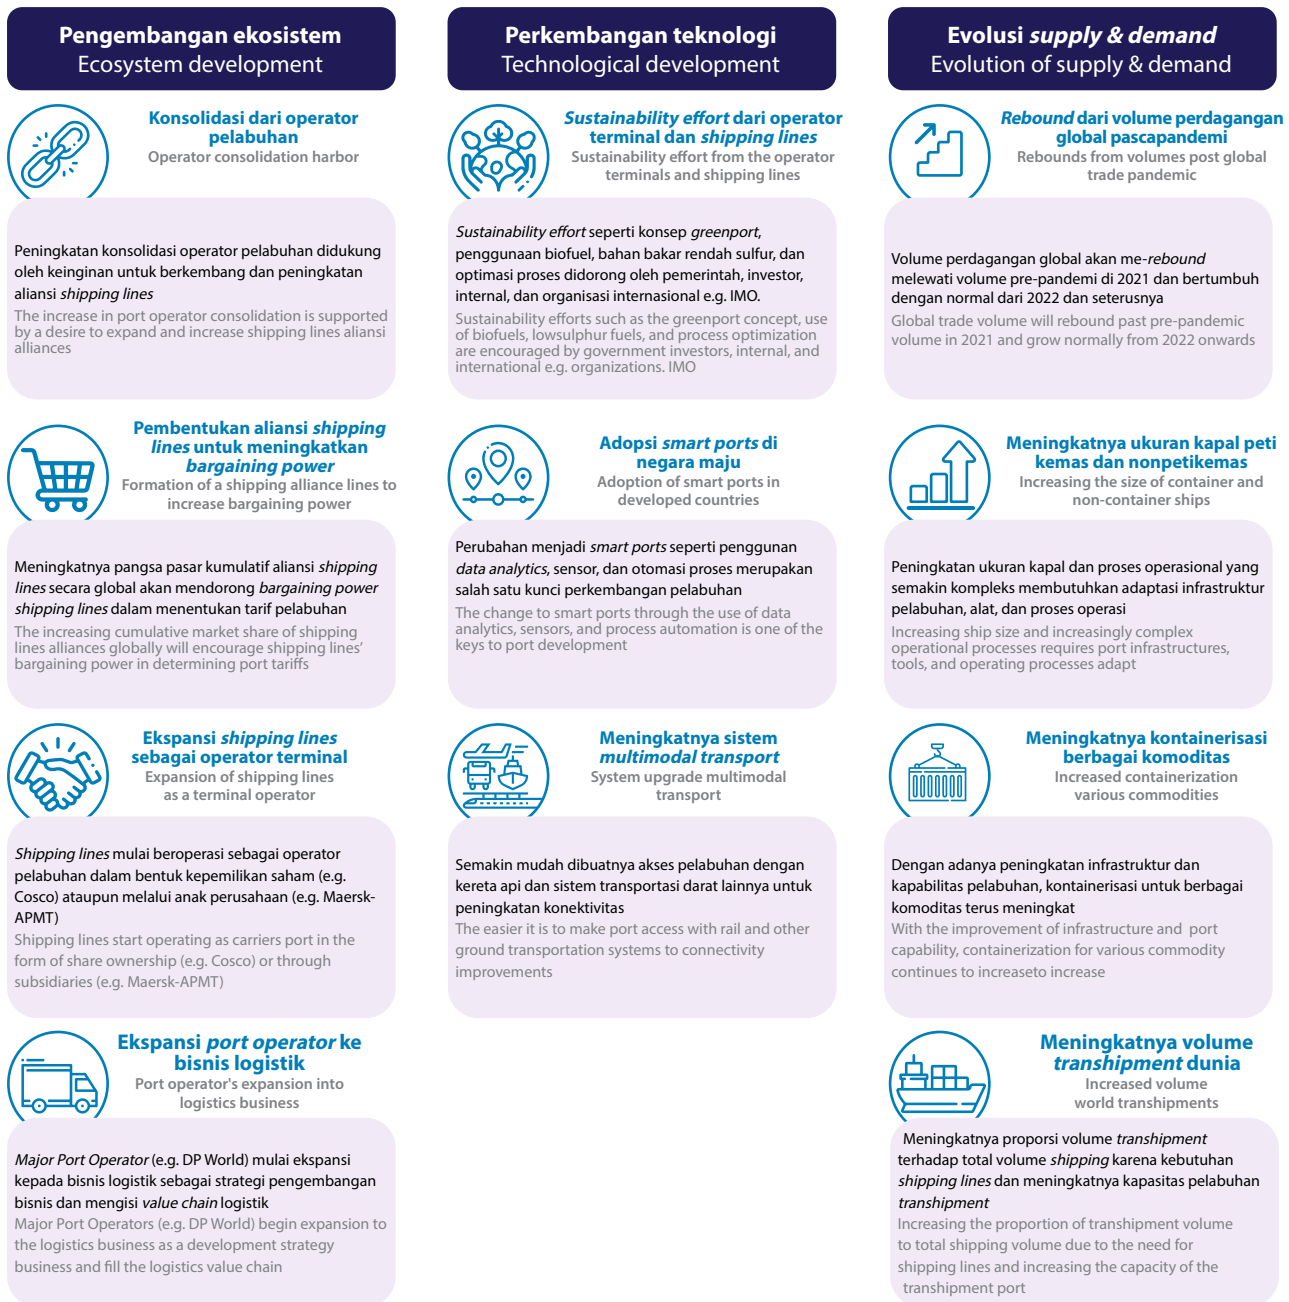 Pengembangan ekosistem
Ecosystem development
Konsolidasi dari operator
pelabuhan
Operator consolidation harbor
Peningkatan konsolidasi operator pelabuhan didukung
oleh keinginan untuk berkembang dan peningkatan
aliansi shipping lines
The increase in port operator consolidation is supported
by a desire to expand and increase shipping lines aliansi
alliances
Pembentukan aliansi shipping
lines untuk meningkatkan
bargaining power
Formation of a shipping alliance lines to
increase bargaining power
Meningkatnya pangsa pasar kumulatif aliansi shipping
lines secara global akan mendorong bargaining power
shipping lines dalam menentukan tarif pelabuhan
The increasing cumulative market share of shipping
lines alliances globally will encourage shipping lines’
bargaining power in determining port tariffs
Ekspansi shipping lines
sebagai operator terminal
Expansion of shipping lines
as a terminal operator
Shipping lines mulai beroperasi sebagai operator
pelabuhan dalam bentuk kepemilikan saham (e.g.
Cosco) ataupun melalui anak perusahaan (e.g. Maersk-
APMT)
Shipping lines start operating as carriers port in the
form of share ownership (e.g. Cosco) or through
subsidiaries (e.g. Maersk-APMT)
Ekspansi port operator ke
bisnis logistik
Port operator's expansion into
logistics business
Major Port Operator (e.g. DP World) mulai ekspansi
kepada bisnis logistik sebagai strategi pengembangan
bisnis dan mengisi value chain logistik
Major Port Operators (e.g. DP World) begin expansion to
the logistics business as a development strategy
business and fill the logistics value chain
Perkembangan teknologi
Technological development
Sustainability effort dari operator
terminal dan shipping lines
Sustainability effort from the operator
terminals and shipping lines
Sustainability effort seperti konsep greenport,
penggunaan biofuel, bahan bakar rendah sulfur, dan
optimasi proses didorong oleh pemerintah, investor,
internal, dan organisasi internasional e.g. IMO.
Sustainability efforts such as the greenport concept, use
of biofuels, lowsulphur fuels, and process optimization
are encouraged by government investors, internal, and
international e.g. organizations. IMO
Adopsi smart ports di
negara maju
Adoption of smart ports in
developed countries
Perubahan menjadi smart ports seperti penggunan
data analytics, sensor, dan otomasi proses merupakan
salah satu kunci perkembangan pelabuhan
The change to smart ports through the use of data
analytics, sensors, and process automation is one of the
keys to port development
Meningkatnya sistem
multimodal transport
System upgrade multimodal
transport
Semakin mudah dibuatnya akses pelabuhan dengan
kereta api dan sistem transportasi darat lainnya untuk
peningkatan konektivitas
The easier it is to make port access with rail and other
ground transportation systems to connectivity
improvements
Evolusi supply & demand
Evolution of supply & demand
Rebound dari volume perdagangan
global pascapandemi
Rebounds from volumes post global
trade pandemic
Volume perdagangan global akan me-rebound
melewati volume pre-pandemi di 2021 dan bertumbuh
dengan normal dari 2022 dan seterusnya
Global trade volume will rebound past pre-pandemic
volume in 2021 and grow normally from 2022 onwards
Meningkatnya ukuran kapal peti
kemas dan nonpetikemas
Increasing the size of container and
non-container ships
Peningkatan ukuran kapal dan proses operasional yang
semakin kompleks membutuhkan adaptasi infrastruktur
pelabuhan, alat, dan proses operasi
Increasing ship size and increasingly complex
operational processes requires port infrastructures,
tools, and operating processes adapt
Meningkatnya kontainerisasi
berbagai komoditas
Increased containerization
various commodities
Dengan adanya peningkatan infrastruktur dan
kapabilitas pelabuhan, kontainerisasi untuk berbagai
komoditas terus meningkat
With the improvement of infrastructure and port
capability, containerization for various commodity
continues to increaseto increase
Meningkatnya volume
transhipment dunia
Increased volume
world transhipments
Meningkatnya proporsi volume transhipment
terhadap total volume shipping karena kebutuhan
shipping lines dan meningkatnya kapasitas pelabuhan
transhipment
Increasing the proportion of transhipment volume
to total shipping volume due to the need for
shipping lines and increasing the capacity of the
transhipment port